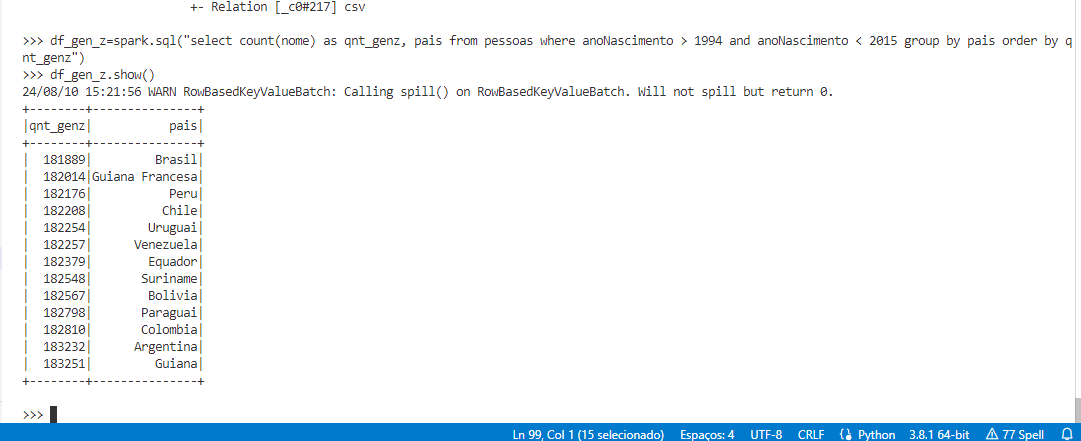 +- Relation [_c0#217] csv
>>> df_gen_z=spark.sql("select count(nome) as qnt_genz, pais from pessoas where anoNascimento > 1994 and anoNascimento < 2015 group by pais order by q
nt_genz")
>>> df_gen_z.show()
24/08/10 15:21:56 WARN RowBasedKeyValueBatch: Calling spill() on RowBasedKeyValueBatch. Will not spill but return 0.
+--------+---------------+
|qnt_genz|           pais|
+--------+---------------+
|  181889|         Brasil|
|  182014|Guiana Francesa|
|  182176|           Peru|
|  182208|          Chile|
|  182254|        Uruguai|
|  182257|      Venezuela|
|  182379|        Equador|
|  182548|       Suriname|
|  182567|        Bolivia|
|  182798|       Paraguai|
|  182810|       Colombia|
|  183232|      Argentina|
|  183251|         Guiana|
+--------+---------------+
>>>
Ln 99, Col 1 (15 selecionado) Espaços: 4 UTF-8 CRLF Python 3.8.1 64-bit 77 Spell